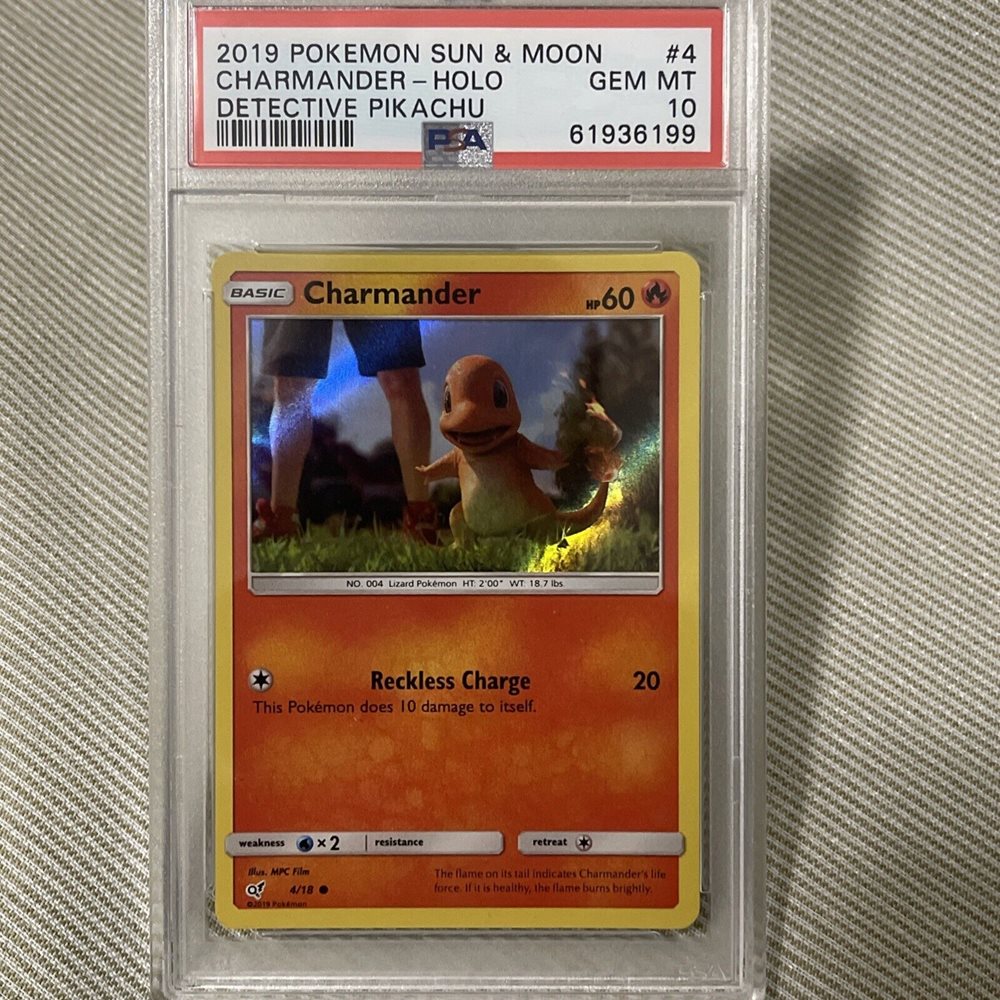 2019 POKEMON SUN & MOON #4
CHARMANDER - HOLO GEM MT
DETECTIVE PIKACHU 10
PSA 61936199
BASIC Charmander HP 60
NO. 004 Lizard Pokémon HT: 2'00" WT: 18.7 lbs.
Reckless Charge 20
This Pokémon does 10 damage to itself.
weakness ×2 resistance retreat
Illus. MPC Film
The flame on its tail indicates Charmander's life
4/18
force. If it is healthy, the flame burns brightly.
©2019 Pokémon
PSA